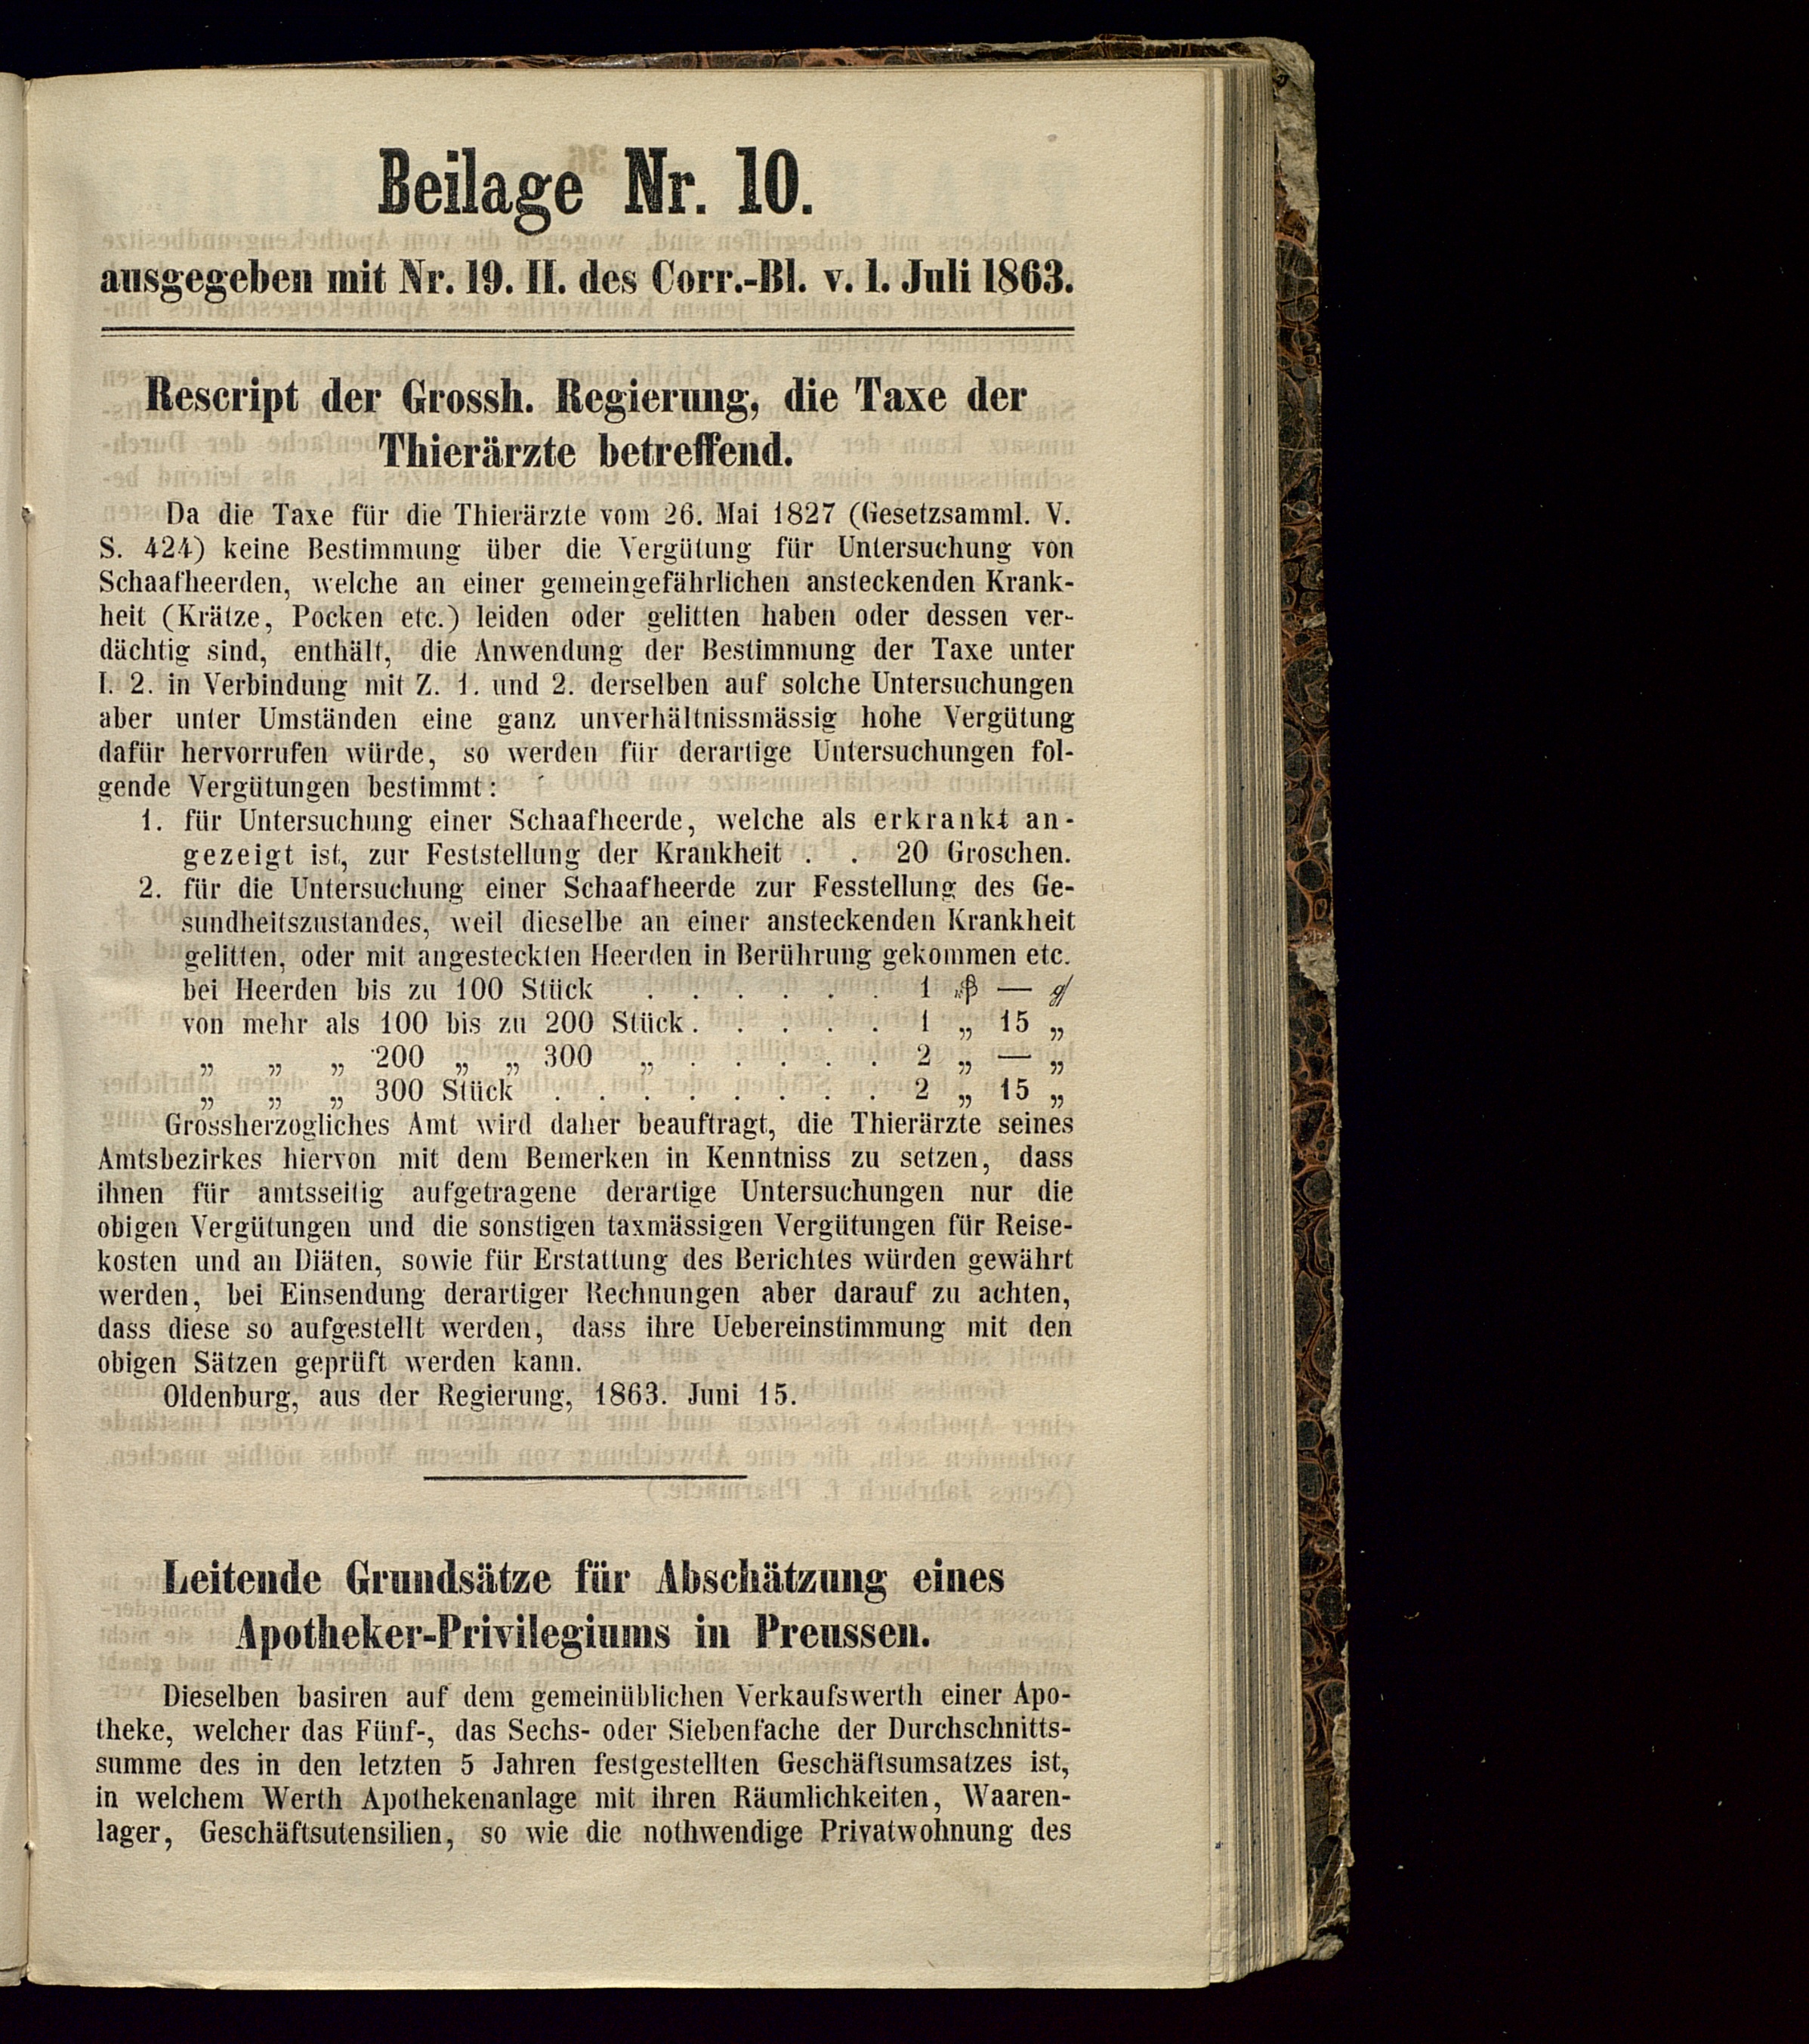 Beilage Nr. 10.
ausgegeben mit Nr. 19. II. des Corr.-Bl. v. 1. Juli 1863.
Rescript der Grossh. Regierung, die Taxe der
Thierärzte betreffend.
Da die Taxe für die Thierärzte vom 26. Mai 1827 (Gesetzsamml. V.
S. 424) keine Bestimmung über die Vergütung für Untersuchung von
Schaafheerden, welche an einer gemeingefährlichen ansteckenden Krank-
heit (Krätze, Pocken etc.) leiden oder gelitten haben oder dessen ver-
dächtig sind, enthält, die Anwendung der Bestimmung der Taxe unter
I. 2. in Verbindung mit Z. 1. und 2. derselben auf solche Untersuchungen
aber unter Umständen eine ganz unverhältnissmässig hohe Vergütung
dafür hervorrufen würde, so werden für derartige Untersuchungen fol-
gende Vergütungen bestimmt:
1. für Untersuchung einer Schaafheerde, welche als erkrankt an-
gezeigt ist, zur Feststellung der Krankheit . . 20 Groschen.
2. für die Untersuchung einer Schaafheerde zur Fesstellung des Ge-
sundheitszustandes, weil dieselbe an einer ansteckenden Krankheit
gelitten, oder mit angesteckten Heerden in Berührung gekommen etc.
bei Heerden bis zu 100 Stück . . . . . . 1 ₰ — g
von mehr als 100 bis zu 200 Stück . . . . . 1 „ 15 „
„ „ „ 200 „ „ 300 „ . . . . . 2 „ — „
„ „ „ 300 Stück . . . . . . . . 2 „ 15 „
Grossherzogliches Amt wird daher beauftragt, die Thierärzte seines
Amtsbezirkes hiervon mit dem Bemerken in Kenntniss zu setzen, dass
ihnen für amtsseitig aufgetragene derartige Untersuchungen nur die
obigen Vergütungen und die sonstigen taxmässigen Vergütungen für Reise-
kosten und an Diäten, sowie für Erstattung des Berichtes würden gewährt
werden, bei Einsendung derartiger Rechnungen aber darauf zu achten,
dass diese so aufgestellt werden, dass ihre Uebereinstimmung mit den
obigen Sätzen geprüft werden kann.
Oldenburg, aus der Regierung, 1863. Juni 15.
Leitende Grundsätze für Abschätzung eines
Apotheker-Privilegiums in Preussen.
Dieselben basiren auf dem gemeinüblichen Verkaufswerth einer Apo-
theke, welcher das Fünf-, das Sechs- oder Siebenfache der Durchschnitts-
summe des in den letzten 5 Jahren festgestellten Geschäftsumsatzes ist,
in welchem Werth Apothekenanlage mit ihren Räumlichkeiten, Waaren-
lager, Geschäftsutensilien, so wie die nothwendige Privatwohnung des